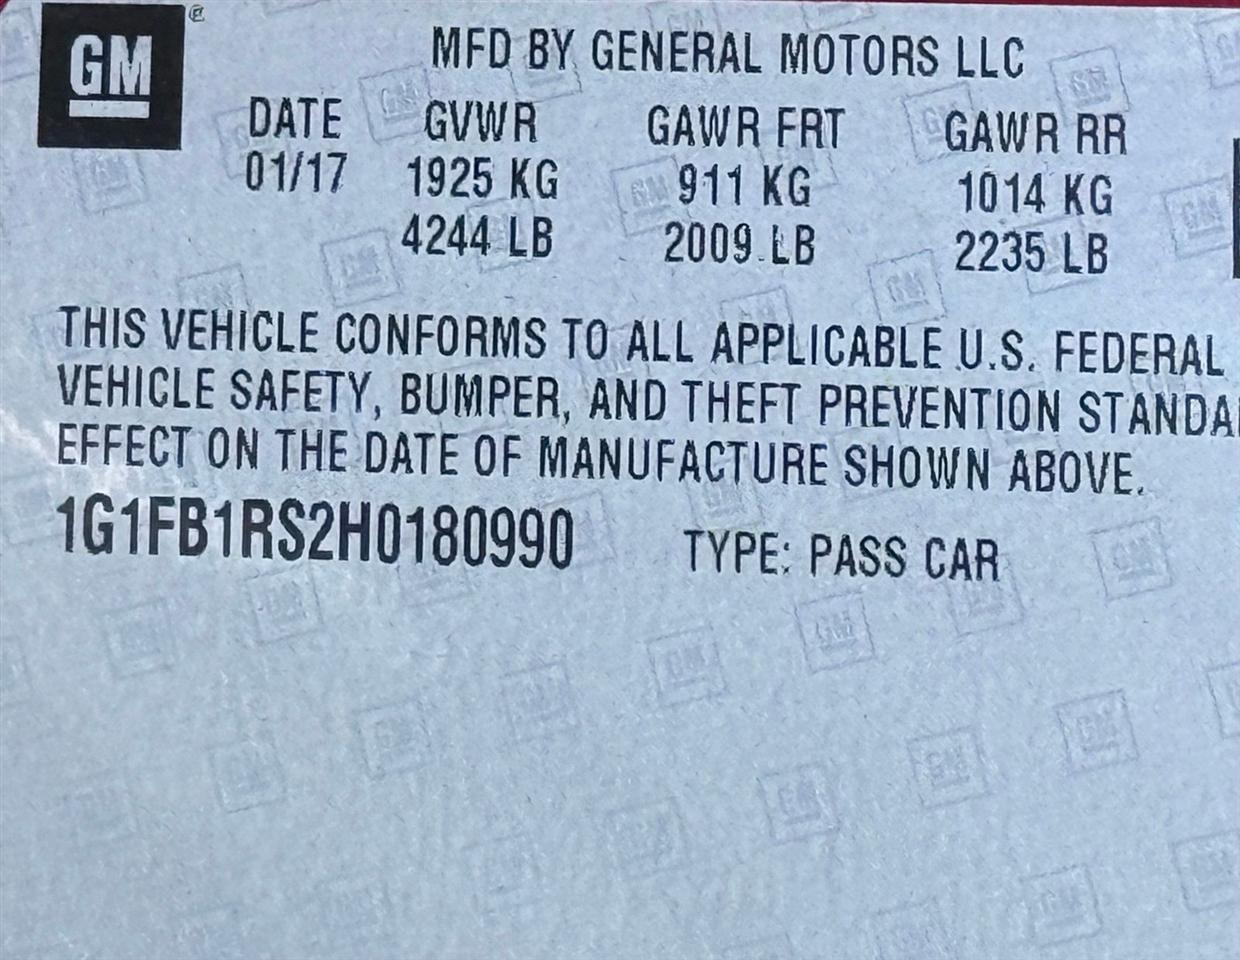 GM ®
MFD BY GENERAL MOTORS LLC
DATE GVWR GAWR FRT GAWR RR
01/17 1925 KG 911 KG 1014 KG
4244 LB 2009 LB 2235 LB
THIS VEHICLE CONFORMS TO ALL APPLICABLE U.S. FEDERAL
VEHICLE SAFETY, BUMPER, AND THEFT PREVENTION STANDA
EFFECT ON THE DATE OF MANUFACTURE SHOWN ABOVE.
1G1FB1RS2H0180990 TYPE: PASS CAR